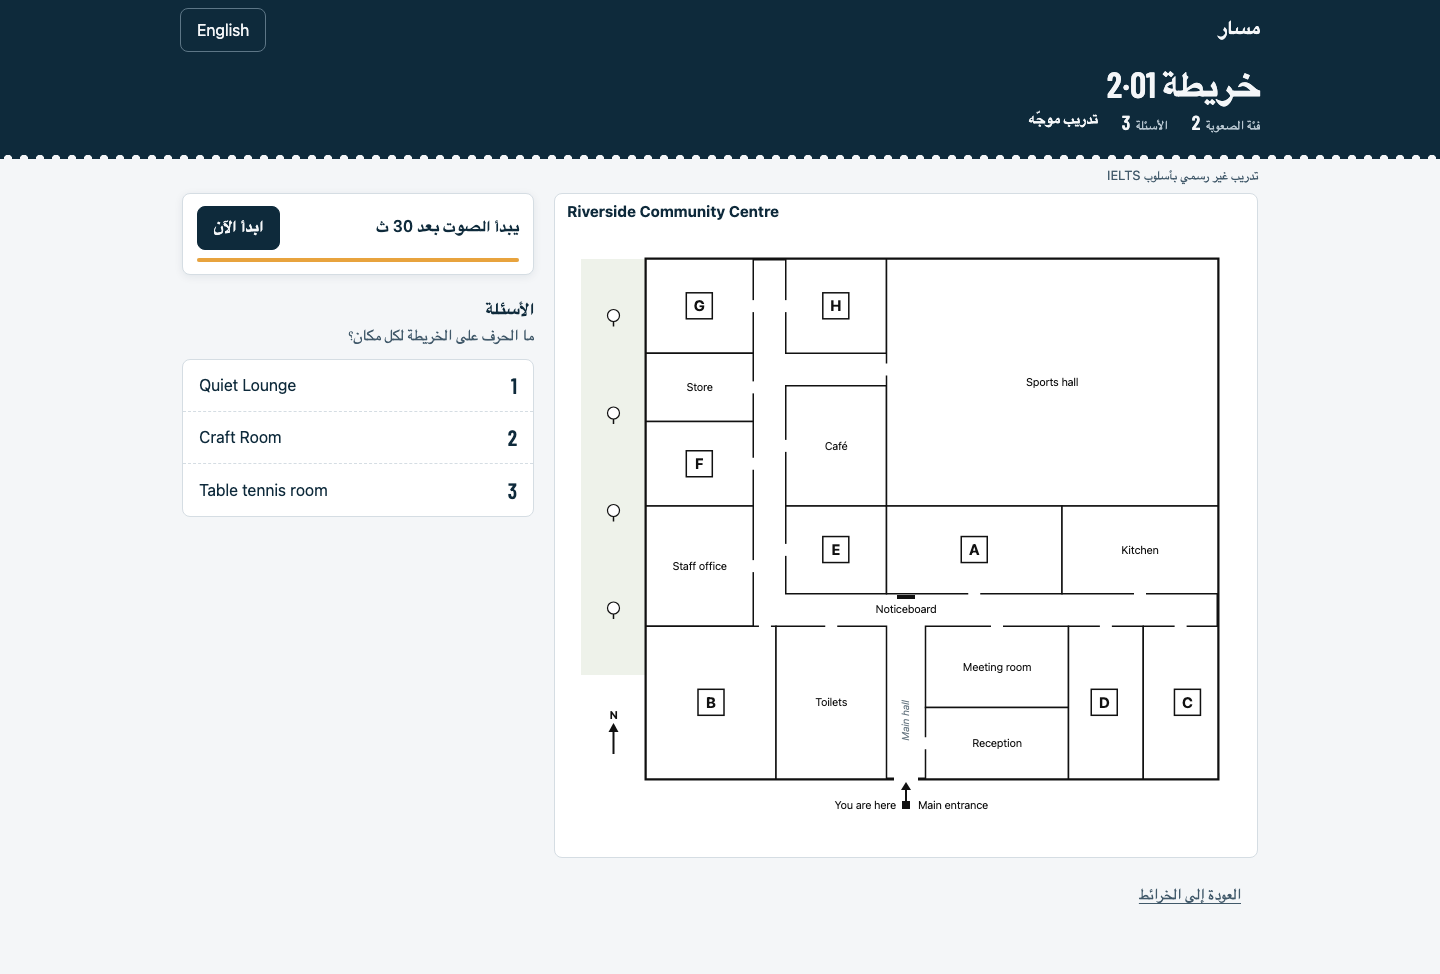 مسار
English
خريطة 2·01
فئة الصعوبة 2 الأسئلة 3 تدريب موجّه
تدريب غير رسمي بأسلوب IELTS
يبدأ الصوت بعد 30 ث
ابدأ الآن
الأسئلة
ما الحرف على الخريطة لكل مكان؟
1 Quiet Lounge
2 Craft Room
3 Table tennis room
Riverside Community Centre
G
H
Store
Sports hall
Café
F
E
A
Kitchen
Staff office
Noticeboard
Meeting room
B
Toilets
Main hall
D
C
Reception
N
You are here
Main entrance
العودة إلى الخرائط